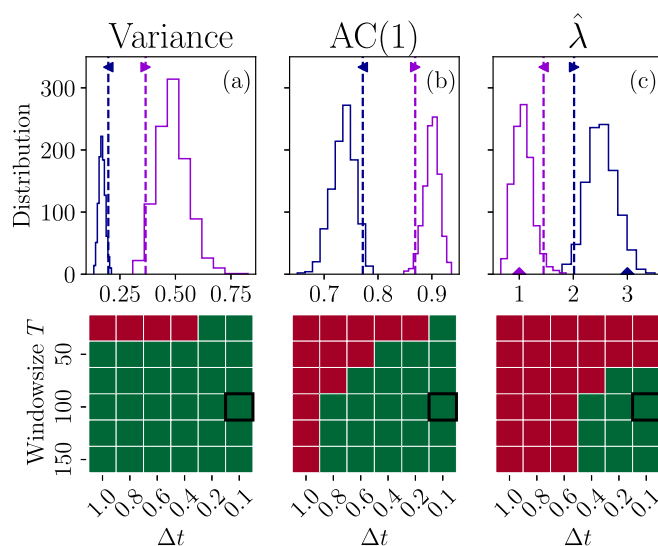 Variance AC(1) λ̂
(a) (b) (c)
Distribution
300
200
100
0
0.25 0.50 0.75 0.7 0.8 0.9 1 2 3
Windowsize T
50
100
150
1.0 0.8 0.6 0.4 0.2 0.1 1.0 0.8 0.6 0.4 0.2 0.1 1.0 0.8 0.6 0.4 0.2 0.1
Δt Δt Δt